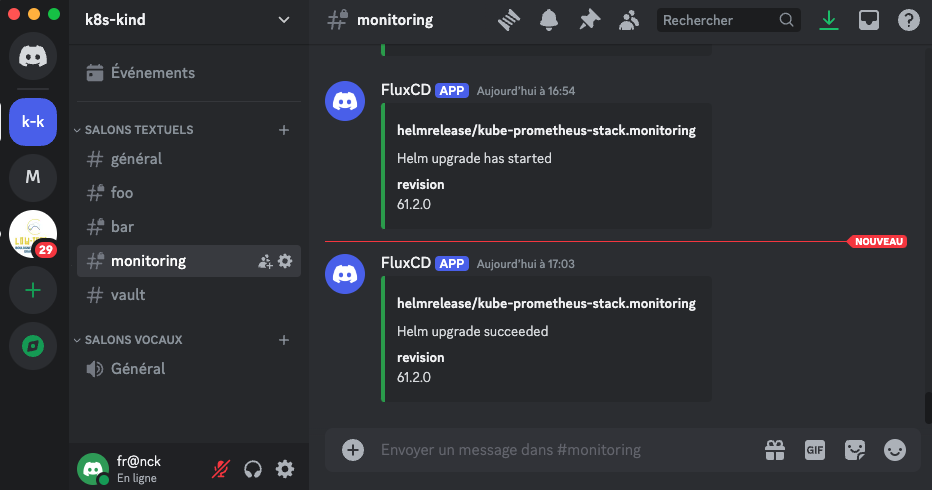 k8s-kind
monitoring
Rechercher
k-k
M
29
Événements
SALONS TEXTUELS
général
foo
bar
monitoring
vault
SALONS VOCAUX
Général
fr@nck
En ligne
FluxCD APP Aujourd'hui à 16:54
helmrelease/kube-prometheus-stack.monitoring
Helm upgrade has started
revision
61.2.0
NOUVEAU
FluxCD APP Aujourd'hui à 17:03
helmrelease/kube-prometheus-stack.monitoring
Helm upgrade succeeded
revision
61.2.0
Envoyer un message dans #monitoring
GIF